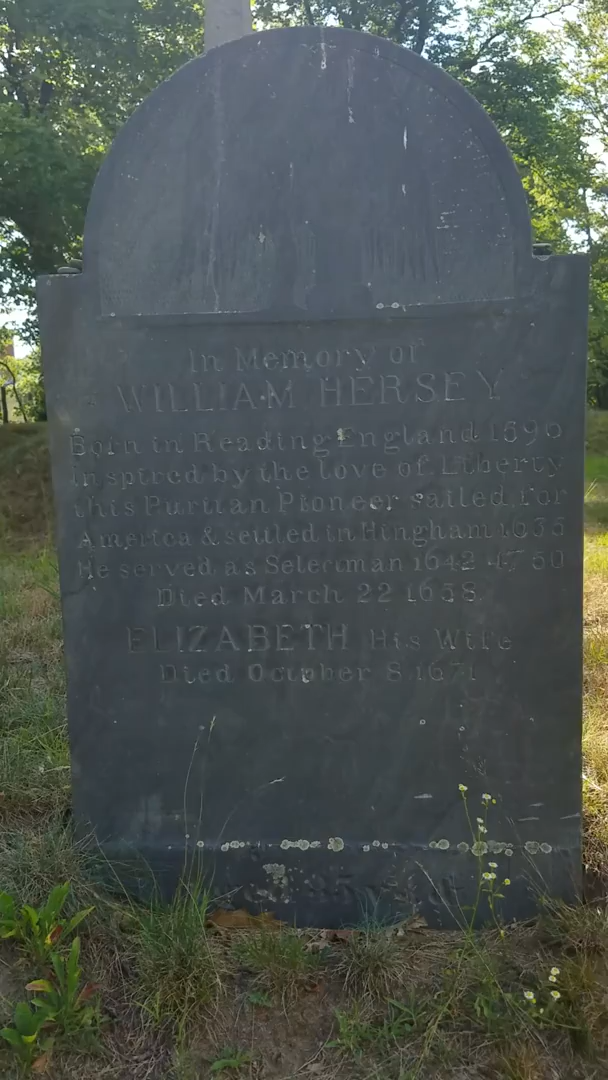 In Memory of
WILLIAM HERSEY
Born in Reading England 1590
Inspired by the love of Liberty
this Puritan Pioneer sailed for
America & settled in Hingham 1635
He served as Selectman 1642 47 50
Died March 22 1658
ELIZABETH His Wife
Died October 8 1671